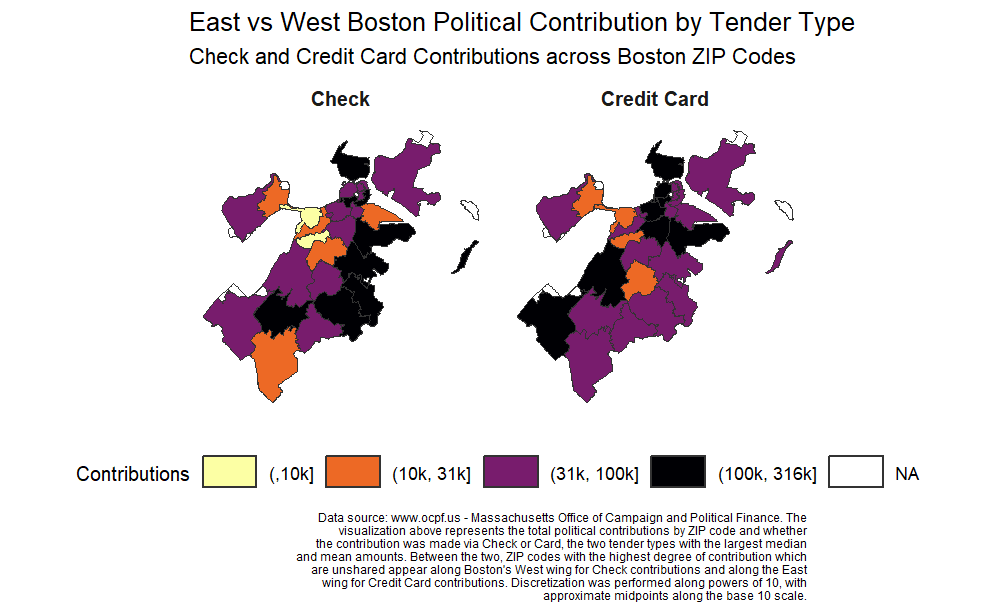 East vs West Boston Political Contribution by Tender Type
Check and Credit Card Contributions across Boston ZIP Codes
Check
Credit Card
Contributions
(,10k]
(10k, 31k]
(31k, 100k]
(100k, 316k]
NA
Data source: www.ocpf.us - Massachusetts Office of Campaign and Political Finance. The
visualization above represents the total political contributions by ZIP code and whether
the contribution was made via Check or Card, the two tender types with the largest median
and mean amounts. Between the two, ZIP codes with the highest degree of contribution which
are unshared appear along Boston's West wing for Check contributions and along the East
wing for Credit Card contributions. Discretization was performed along powers of 10, with
approximate midpoints along the base 10 scale.